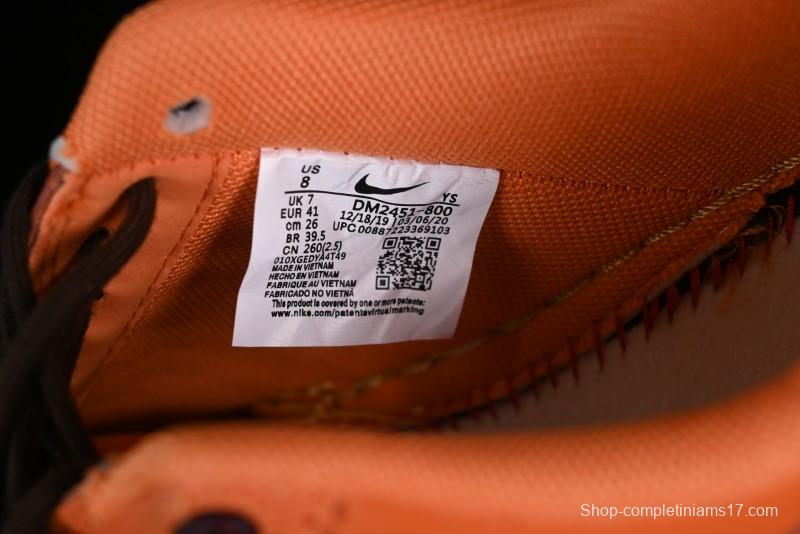 US
8
YS
UK 7
DM2451-800
EUR 41
12/18/19 03/06/20
cm 26
UPC 00887223369103
BR 39.5
CN 260(2.5)
010XGEDYA4T49
MADE IN VIETNAM
HECHO EN VIETNAM
FABRIQUE AU VIETNAM
FABRICADO NO VIETNÃ
This product is covered by one or more patents:
www.nike.com/patentsvirtualmarking
Shop-completiniams17.com